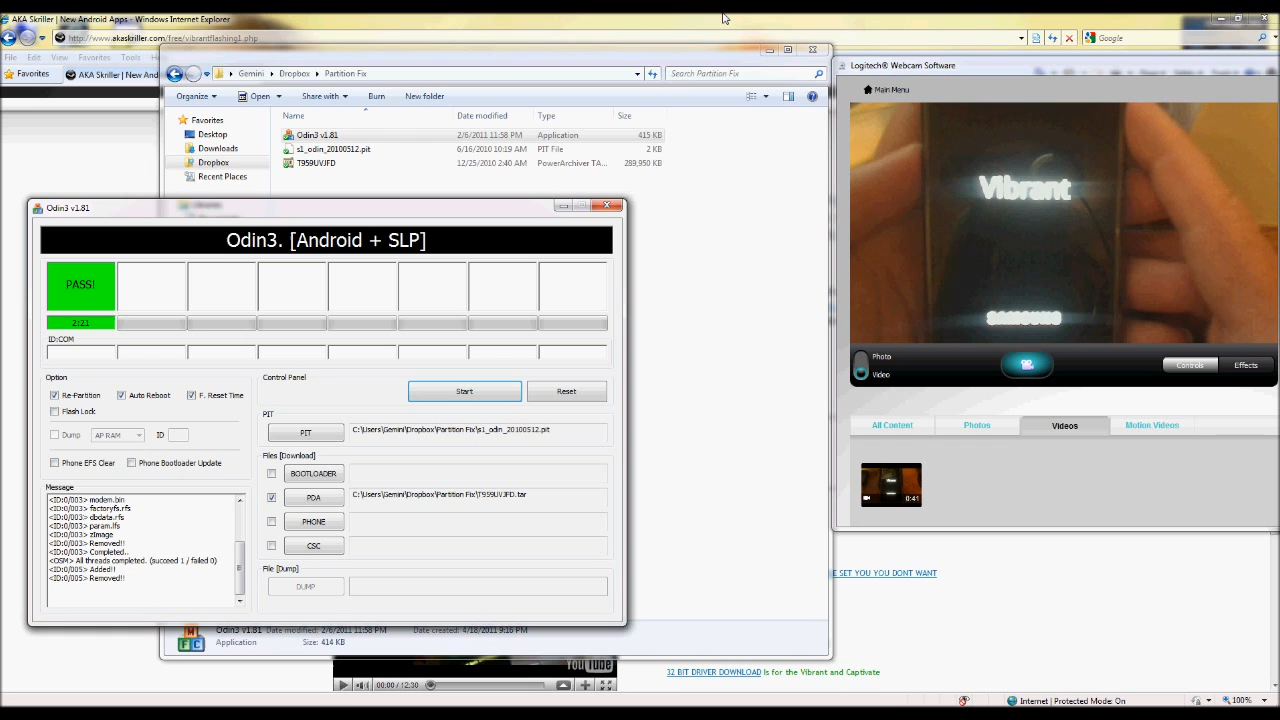 AKA Skriller | New Android Apps - Windows Internet Explorer
http://www.akaskriller.com/free/vibrantflashing1.php
Google
File Edit View Favorites Tools
Favorites AKA Skriller | New And
Gemini Dropbox Partition Fix
Search Partition Fix
Organize Open Share with Burn New folder
Name Date modified Type Size
Favorites
Desktop
Downloads
Dropbox
Recent Places
Odin3 v1.81 2/6/2011 11:58 PM Application 415 KB
s1_odin_20100512.pit 6/16/2010 10:19 AM PIT File 2 KB
T959UVJFD 12/25/2010 2:40 AM PowerArchiver TA... 289,950 KB
Odin3 v1.81
Odin3. [Android + SLP]
PASS!
2:21
ID:COM
Option
Re-Partition Auto Reboot F. Reset Time
Flash Lock
Dump AP RAM ID
Phone EFS Clear Phone Bootloader Update
Message
<ID:0/003> modem.bin
<ID:0/003> factoryfs.rfs
<ID:0/003> dbdata.rfs
<ID:0/003> param.lfs
<ID:0/003> zImage
<ID:0/003> Removed!!
<ID:0/003> Completed..
<OSM> All threads completed. (succeed 1 / failed 0)
<ID:0/005> Added!!
<ID:0/005> Removed!!
Control Panel
Start Reset
PIT
PIT C:\Users\Gemini\Dropbox\Partition Fix\s1_odin_20100512.pit
Files [Download]
BOOTLOADER
PDA C:\Users\Gemini\Dropbox\Partition Fix\T959UVJFD.tar
PHONE
CSC
File [Dump]
DUMP
Odin3 v1.81 Date modified: 2/6/2011 11:58 PM Date created: 4/18/2011 9:16 PM
Application Size: 414 KB
YouTube
00:00 / 12:30
Logitech® Webcam Software
Main Menu
Vibrant
SAMSUNG
Photo
Video
Controls Effects
All Content Photos Videos Motion Videos
0:41
E SET YOU YOU DONT WANT
32 BIT DRIVER DOWNLOAD Is for the Vibrant and Captivate
Internet | Protected Mode: On
100%